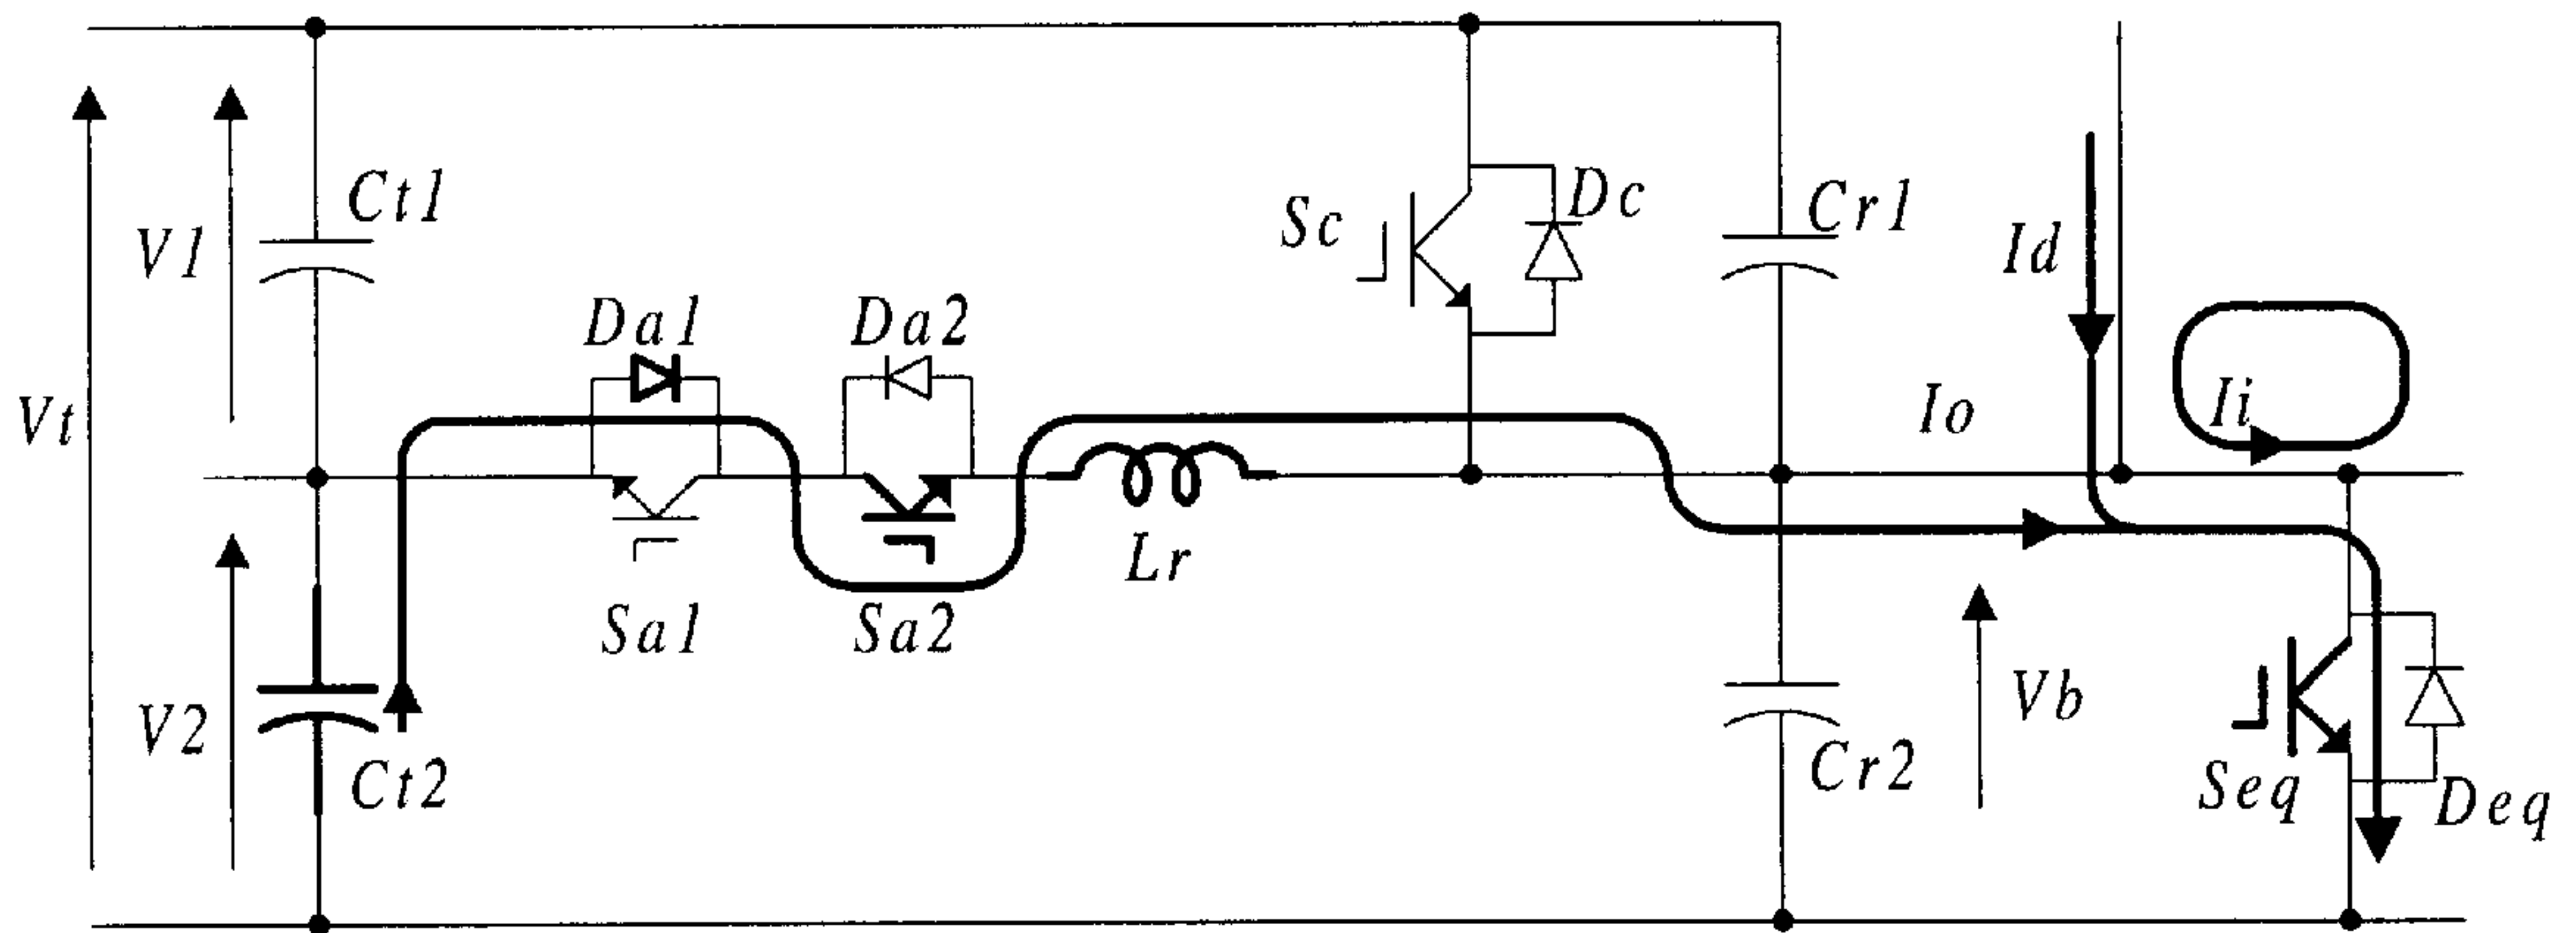 Ct1
Dc
Cr1
Sc
V1
Id
Da1
Da2
Ii
Io
Vt
Lr
Sa1
Sa2
Vb
V2
Ct2
Cr2
Seq
Deq